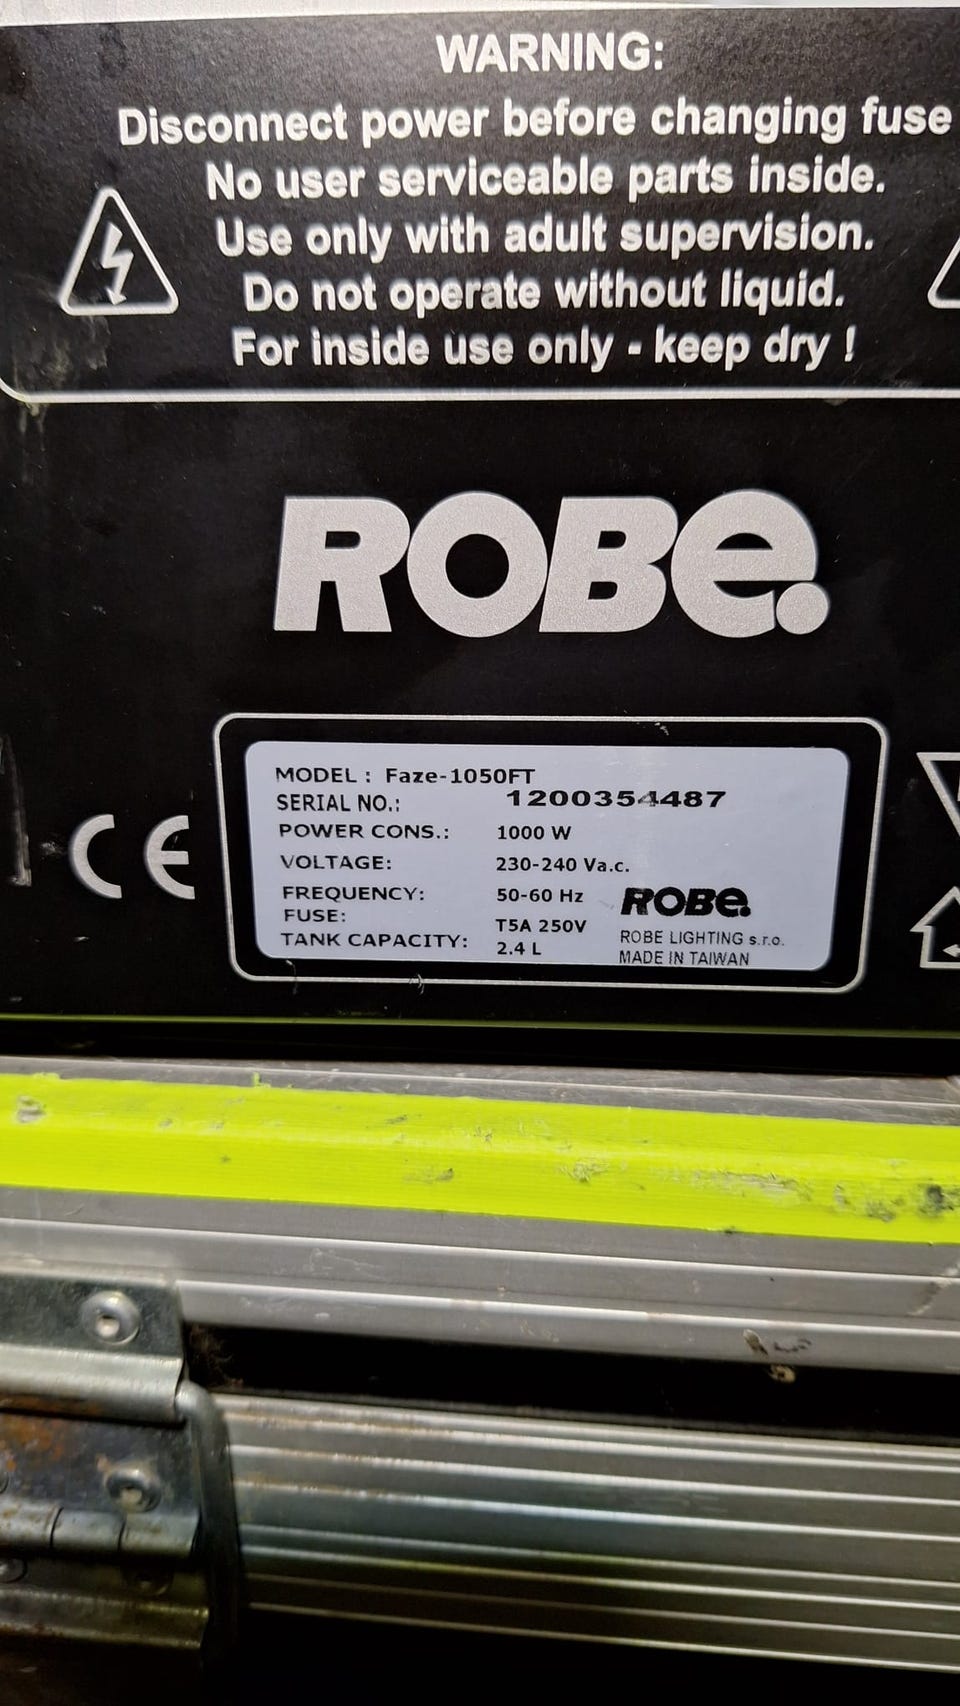 WARNING:
Disconnect power before changing fuse
No user serviceable parts inside.
Use only with adult supervision.
Do not operate without liquid.
For inside use only - keep dry !
ROBE.
CE
MODEL : Faze-1050FT
SERIAL NO.: 1200354487
POWER CONS.: 1000 W
VOLTAGE: 230-240 Va.c.
FREQUENCY: 50-60 Hz
FUSE: T5A 250V
TANK CAPACITY: 2.4 L
ROBE.
ROBE LIGHTING s.r.o.
MADE IN TAIWAN